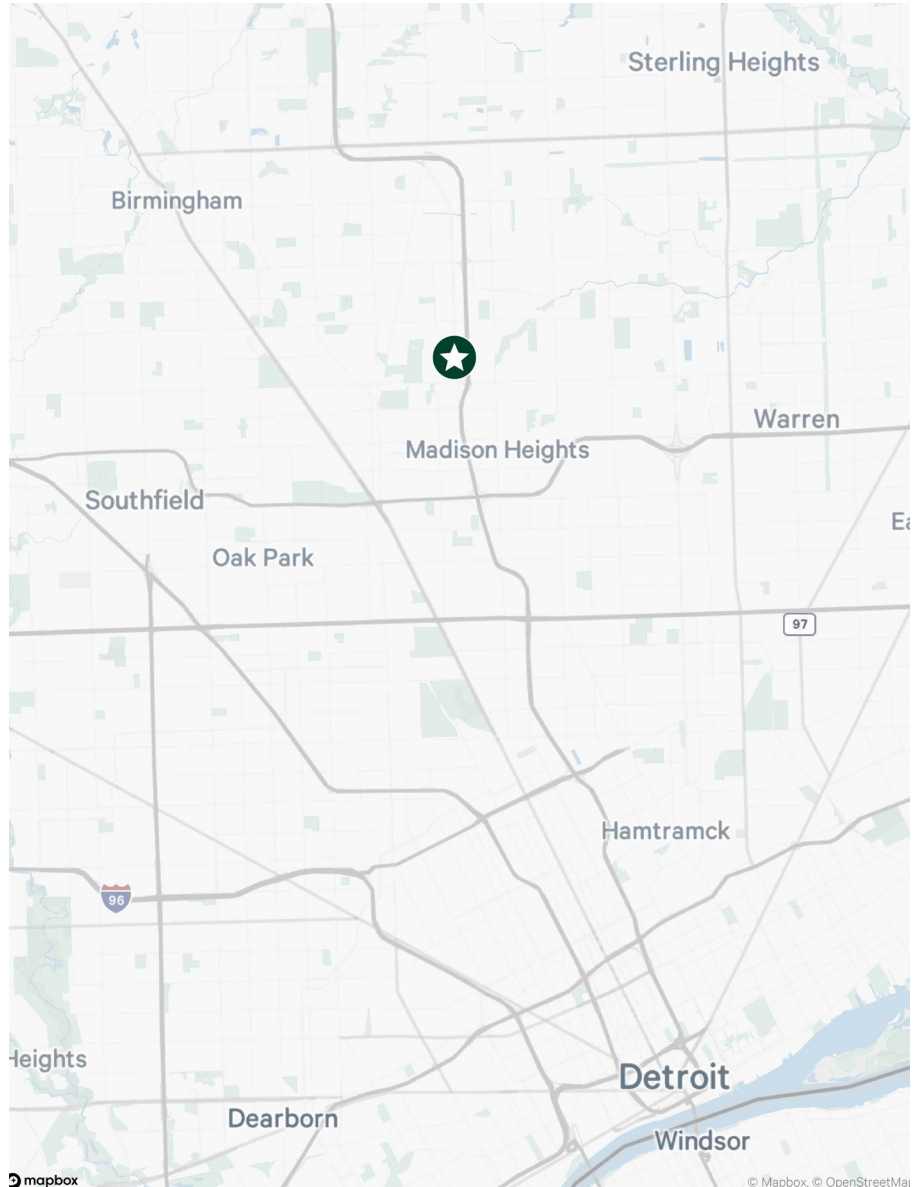 Sterling Heights
Birmingham
Warren
Madison Heights
Southfield
Oak Park
97
Hamtramck
96
Heights
Detroit
Dearborn
Windsor
mapbox
© Mapbox, © OpenStreetMap